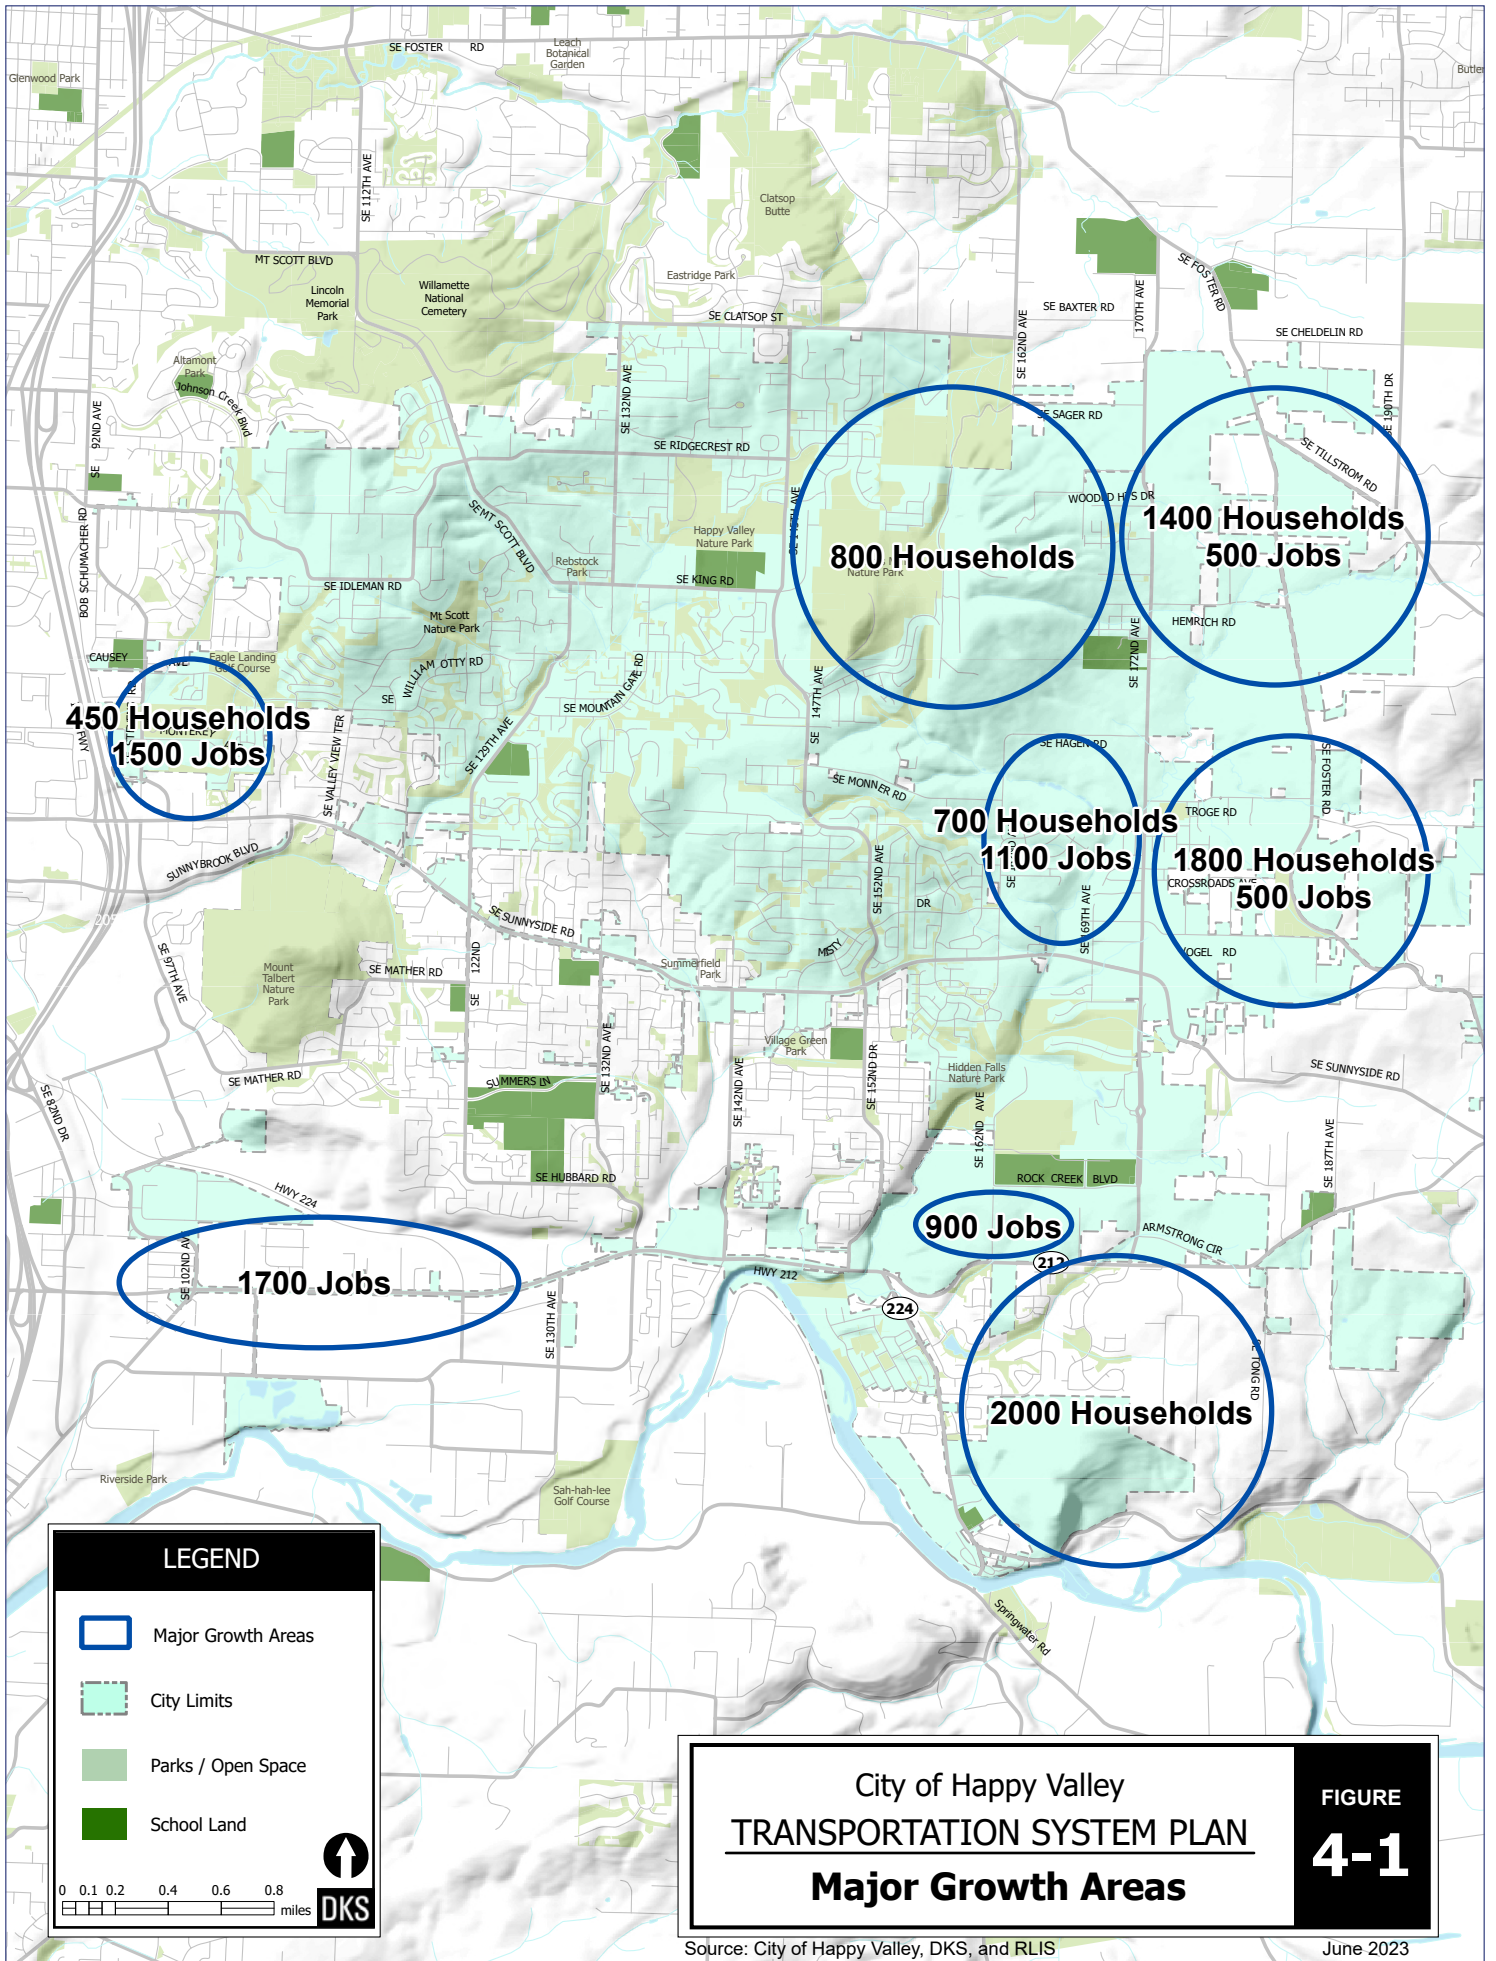 SE FOSTER RD
Leach
Botanical
Garden
Glenwood Park
Butler
SE 112TH AVE
Clatsop
Butte
MT SCOTT BLVD
Lincoln
Memorial
Park
Willamette
National
Cemetery
Eastridge Park
SE FOSTER RD
170TH AVE
SE BAXTER RD
SE CLATSOP ST
SE CHELDELIN RD
SE 162ND AVE
Altamont
Park
Johnson Creek Blvd
SE 92ND AVE
SE 132ND AVE
SE SAGER RD
SE 190TH DR
SE RIDGECREST RD
SE TILLSTROM RD
SE MT SCOTT BLVD
SE 145TH AVE
BOB SCHUMACHER RD
Happy Valley
Nature Park
1400 Households
500 Jobs
800 Households
Nature Park
Rebstock
Park
SE KING RD
SE IDLEMAN RD
Mt Scott
Nature Park
HEMRICH RD
SE 172ND AVE
CAUSEY AVE
Eagle Landing
Golf Course
SE WILLIAM OTTY RD
SE MOUNTAIN GATE RD
SE 147TH AVE
450 Households
1500 Jobs
MONTEREY
FWY
SE VALLEY VIEW TER
SE 129TH AVE
SE HAGEN RD
SE FOSTER RD
SE MONNER RD
TROGE RD
700 Households
1100 Jobs
1800 Households
500 Jobs
CROSSROADS AVE
SUNNYBROOK BLVD
SE 152ND AVE
DR
SE 169TH AVE
205
SE SUNNYSIDE RD
MISTY
VOGEL RD
SE 97TH AVE
Mount
Talbert
Nature
Park
SE MATHER RD
SE 122ND
Summerfield
Park
Village Green
Park
SE 132ND AVE
SE 142ND AVE
SE 152ND DR
Hidden Falls
Nature Park
SE SUNNYSIDE RD
SE MATHER RD
SUMMERS LN
SE 82ND DR
SE 162ND AVE
SE 187TH AVE
SE HUBBARD RD
ROCK CREEK BLVD
HWY 224
900 Jobs
ARMSTRONG CIR
SE 102ND AV
1700 Jobs
HWY 212
212
224
SE 130TH AVE
SE TONG RD
2000 Households
Riverside Park
Sah-hah-lee
Golf Course
Springwater Rd
LEGEND
Major Growth Areas
City Limits
Parks / Open Space
School Land
0 0.1 0.2 0.4 0.6 0.8
miles
DKS
City of Happy Valley
TRANSPORTATION SYSTEM PLAN
Major Growth Areas
FIGURE
4-1
Source: City of Happy Valley, DKS, and RLIS
June 2023